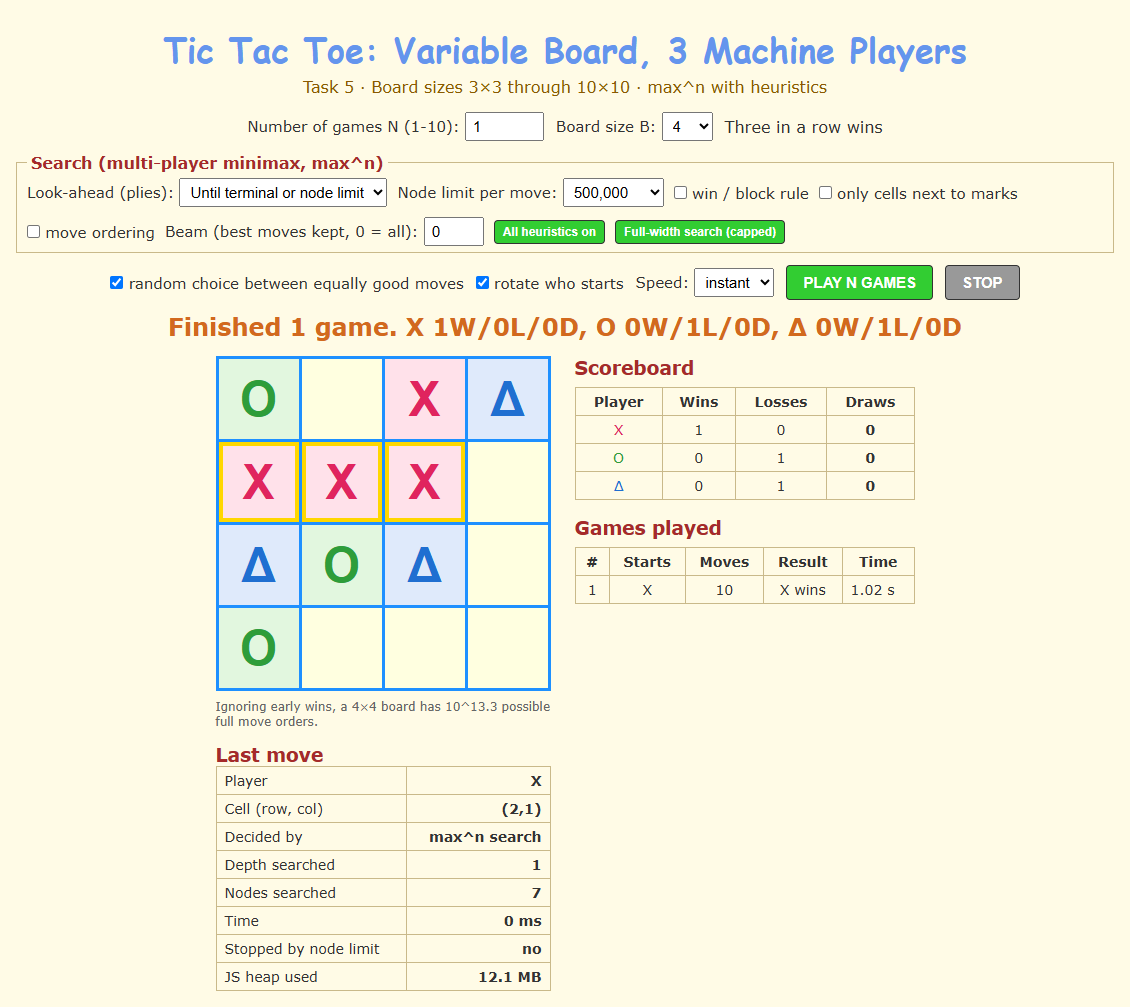 Tic Tac Toe: Variable Board, 3 Machine Players
Task 5 · Board sizes 3×3 through 10×10 · max^n with heuristics
Number of games N (1-10): 1 Board size B: 4 Three in a row wins
Search (multi-player minimax, max^n)
Look-ahead (plies): Until terminal or node limit Node limit per move: 500,000 win / block rule only cells next to marks
move ordering Beam (best moves kept, 0 = all): 0 All heuristics on Full-width search (capped)
random choice between equally good moves rotate who starts Speed: instant PLAY N GAMES STOP
Finished 1 game. X 1W/0L/0D, O 0W/1L/0D, Δ 0W/1L/0D
O X Δ
X X X
Δ O Δ
O
Ignoring early wins, a 4×4 board has 10^13.3 possible
full move orders.
Last move
Player X
Cell (row, col) (2,1)
Decided by max^n search
Depth searched 1
Nodes searched 7
Time 0 ms
Stopped by node limit no
JS heap used 12.1 MB
Scoreboard
Player Wins Losses Draws
X 1 0 0
O 0 1 0
Δ 0 1 0
Games played
# Starts Moves Result Time
1 X 10 X wins 1.02 s